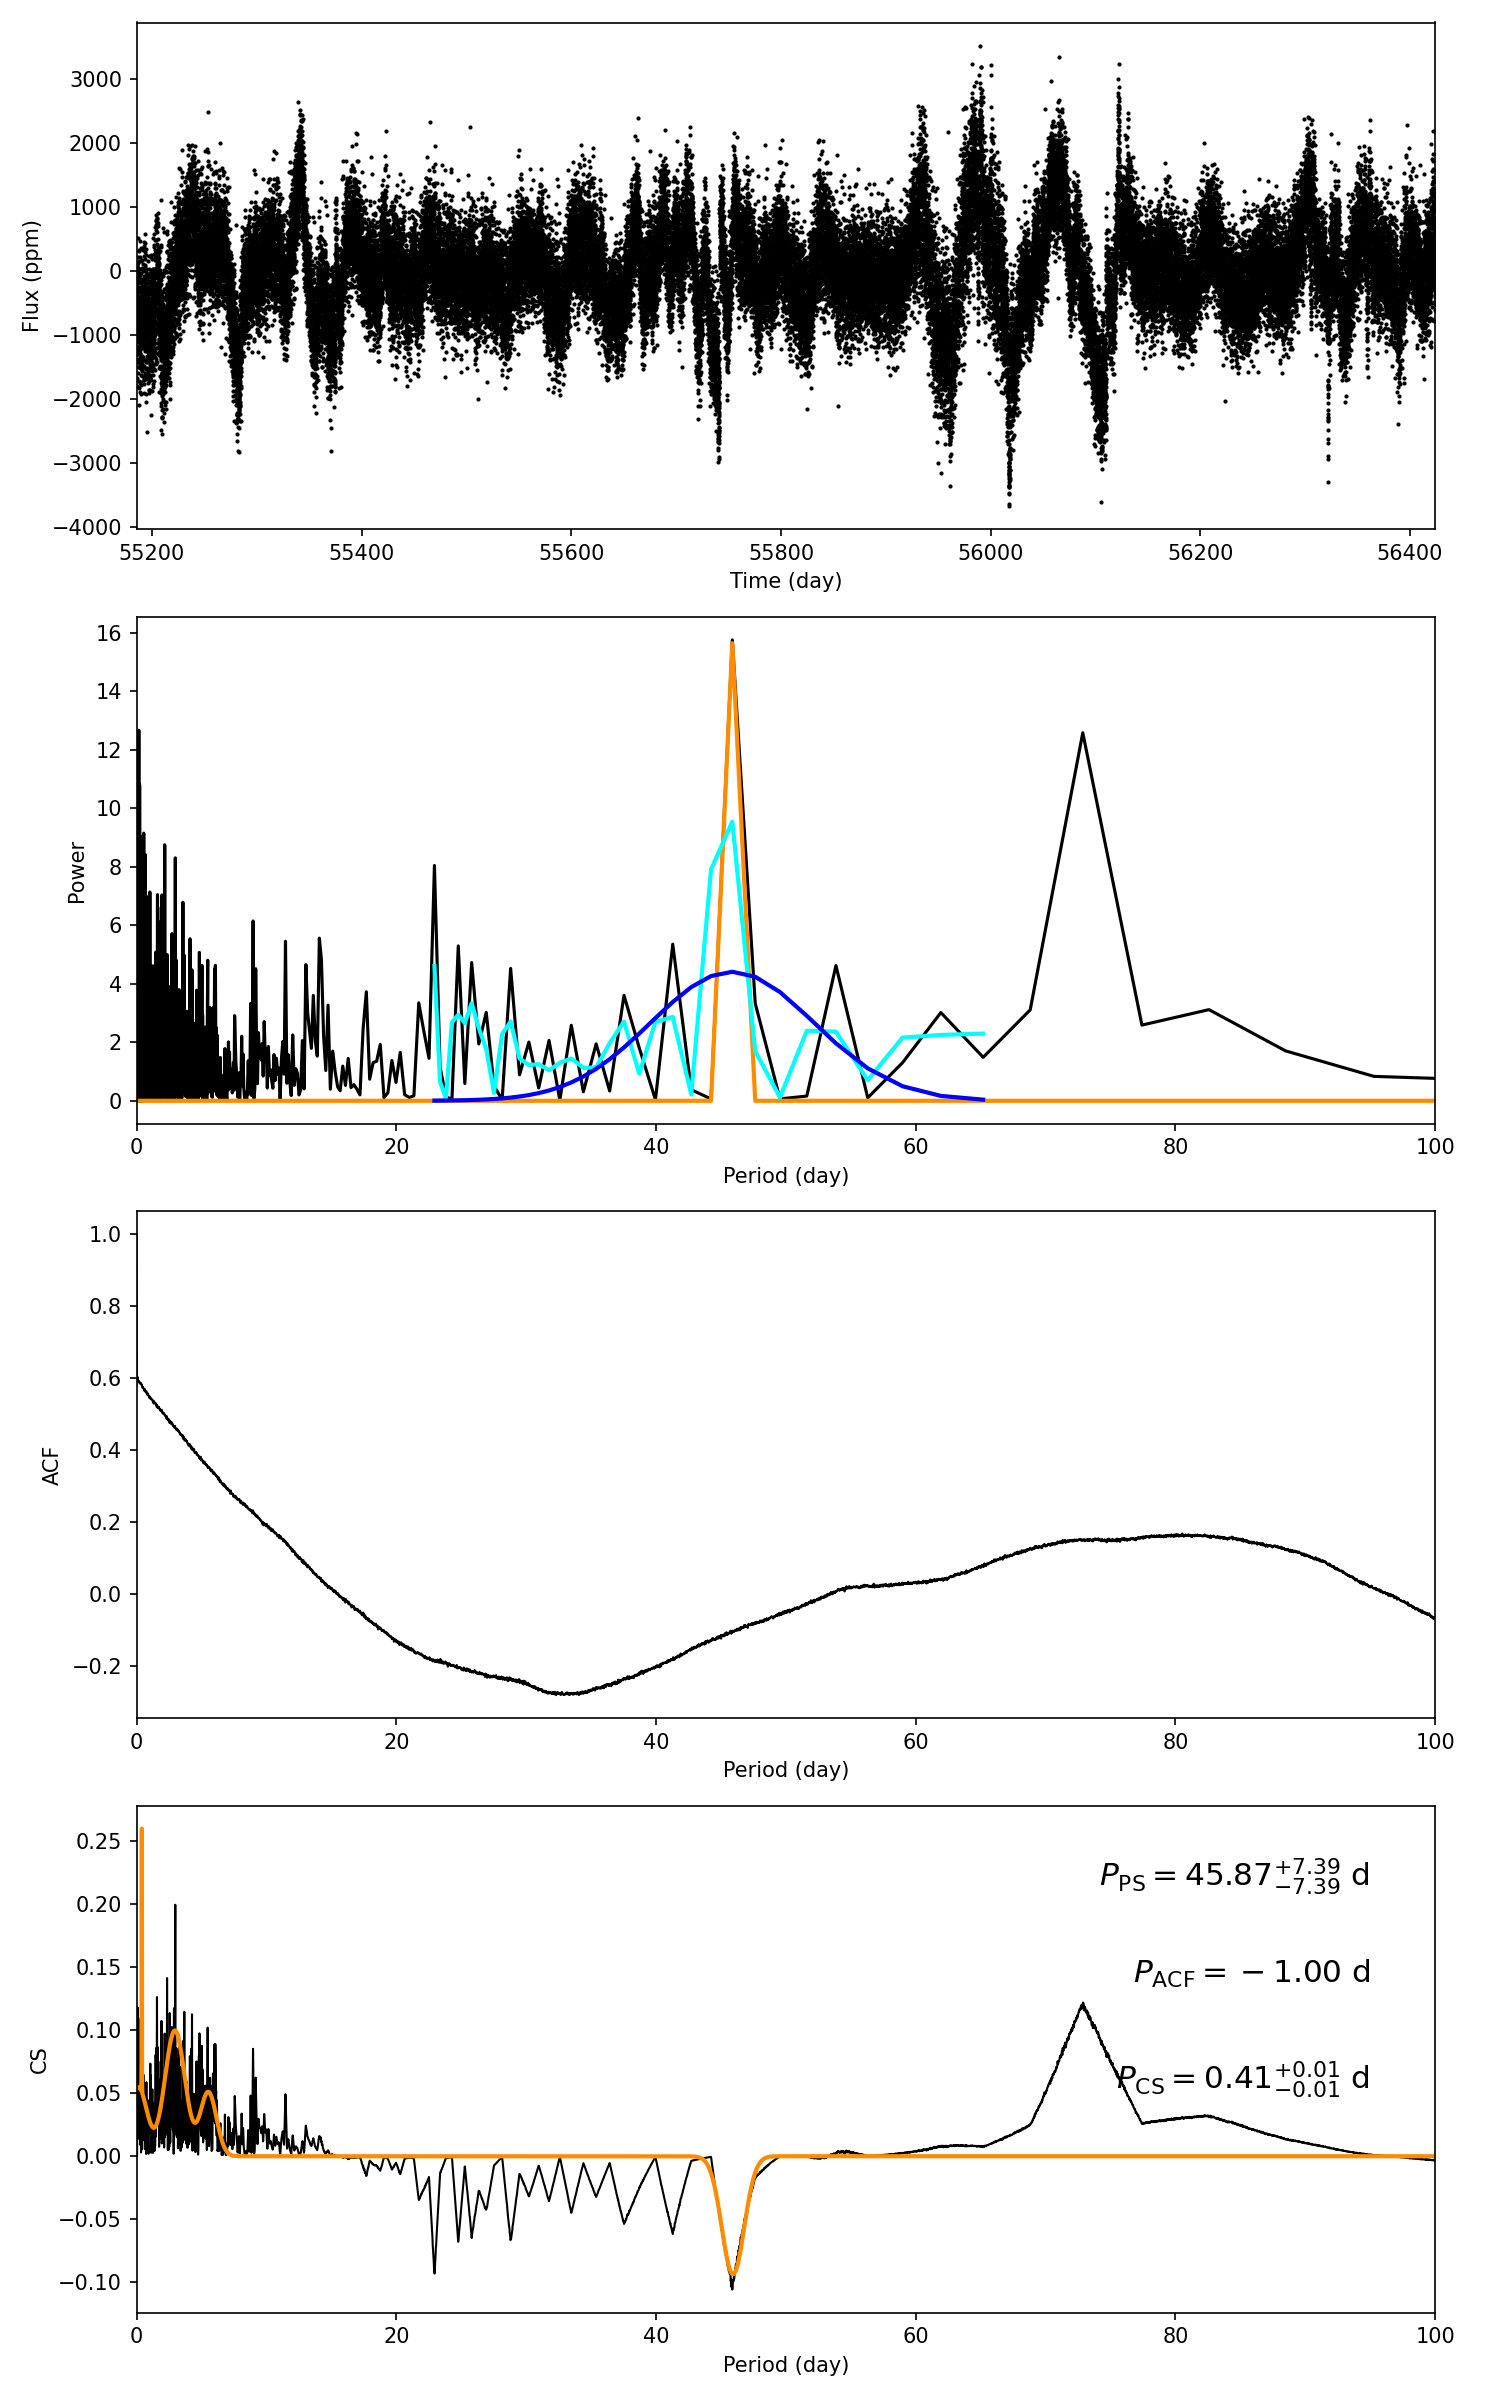 3000
2000
1000
0
−1000
−2000
−3000
−4000
Flux (ppm)
55200 55400 55600 55800 56000 56200 56400
Time (day)
16
14
12
10
8
6
4
2
0
Power
0 20 40 60 80 100
Period (day)
1.0
0.8
0.6
0.4
0.2
0.0
−0.2
ACF
0 20 40 60 80 100
Period (day)
0.25
0.20
0.15
0.10
0.05
0.00
−0.05
−0.10
CS
P_PS = 45.87 +7.39 −7.39 d
P_ACF = −1.00 d
P_CS = 0.41 +0.01 −0.01 d
0 20 40 60 80 100
Period (day)